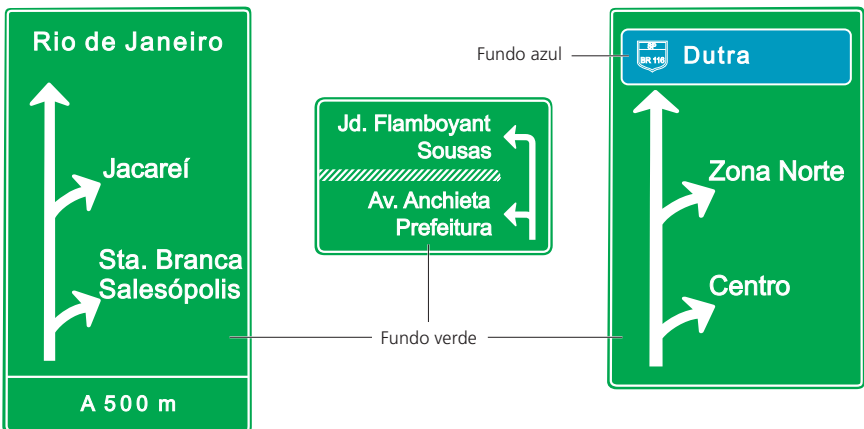 Rio de Janeiro
Jacareí
Sta. Branca
Salesópolis
A 500 m
Jd. Flamboyant
Sousas
Av. Anchieta
Prefeitura
Fundo azul
SP
BR 116
Dutra
Zona Norte
Centro
Fundo verde